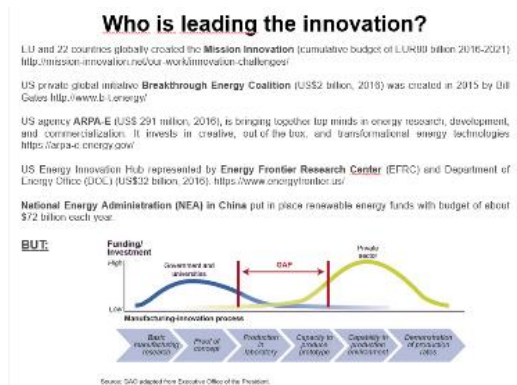 Who is leading the innovation?
EU and 22 countries globally created the Mission Innovation (cumulative budget of EUR80 billion 2016-2021)
http://mission-innovation.net/our-work/innovation-challenges/
US private global initiative Breakthrough Energy Coalition (US$2 billion, 2016) was created in 2015 by Bill
Gates http://www.b-t.energy/
US agency ARPA-E (US$ 291 million, 2016), is bringing together top minds in energy research, development,
and commercialization. It invests in creative, out of the box, and transformational energy technologies
https://arpa-e.energy.gov/
US Energy Innovation Hub represented by Energy Frontier Research Center (EFRC) and Department of
Energy Office (DOE) (US$32 billion, 2016). https://www.energyfrontier.us/
National Energy Administration (NEA) in China put in place renewable energy funds with budget of about
$72 billion each year.
BUT:
Funding/
Investment
High
Government and
universities
GAP
Private
sector
Low
Manufacturing-innovation process
Basic
manufacturing
research
Proof of
concept
Production
in
laboratory
Capacity to
produce
prototype
Capability in
production
environment
Demonstration
of production
rates
Source: GAO adapted from Executive Office of the President.